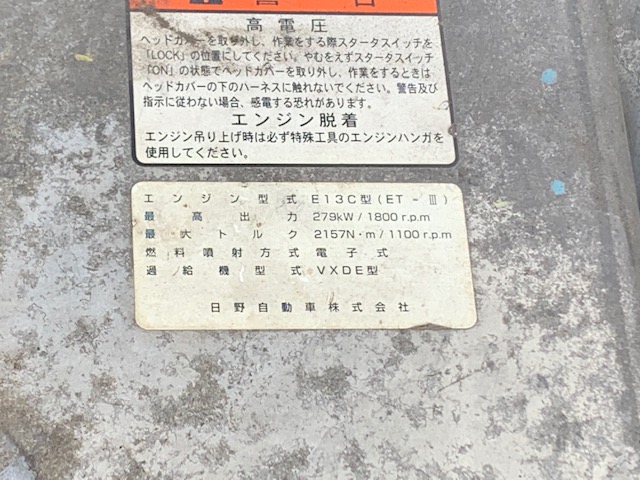 高電圧
ヘッドカバーを取り外し、作業をする際スタータスイッチを
「LOCK」の位置にしてください。やむをえずスタータスイッチ
「ON」の状態でヘッドカバーを取り外し、作業をするときは
ヘッドカバーの下のハーネスに触れないでください。警告及び
指示に従わない場合、感電する恐れがあります。
エンジン脱着
エンジン吊り上げ時は必ず特殊工具のエンジンハンガを
使用してください。
エンジン型式 E13C型(ET-Ⅲ)
最高出力 279kW/1800r.p.m
最大トルク 2157N・m/1100r.p.m
燃料噴射方式 電子式
過給機型式 VXDE型
日野自動車株式会社